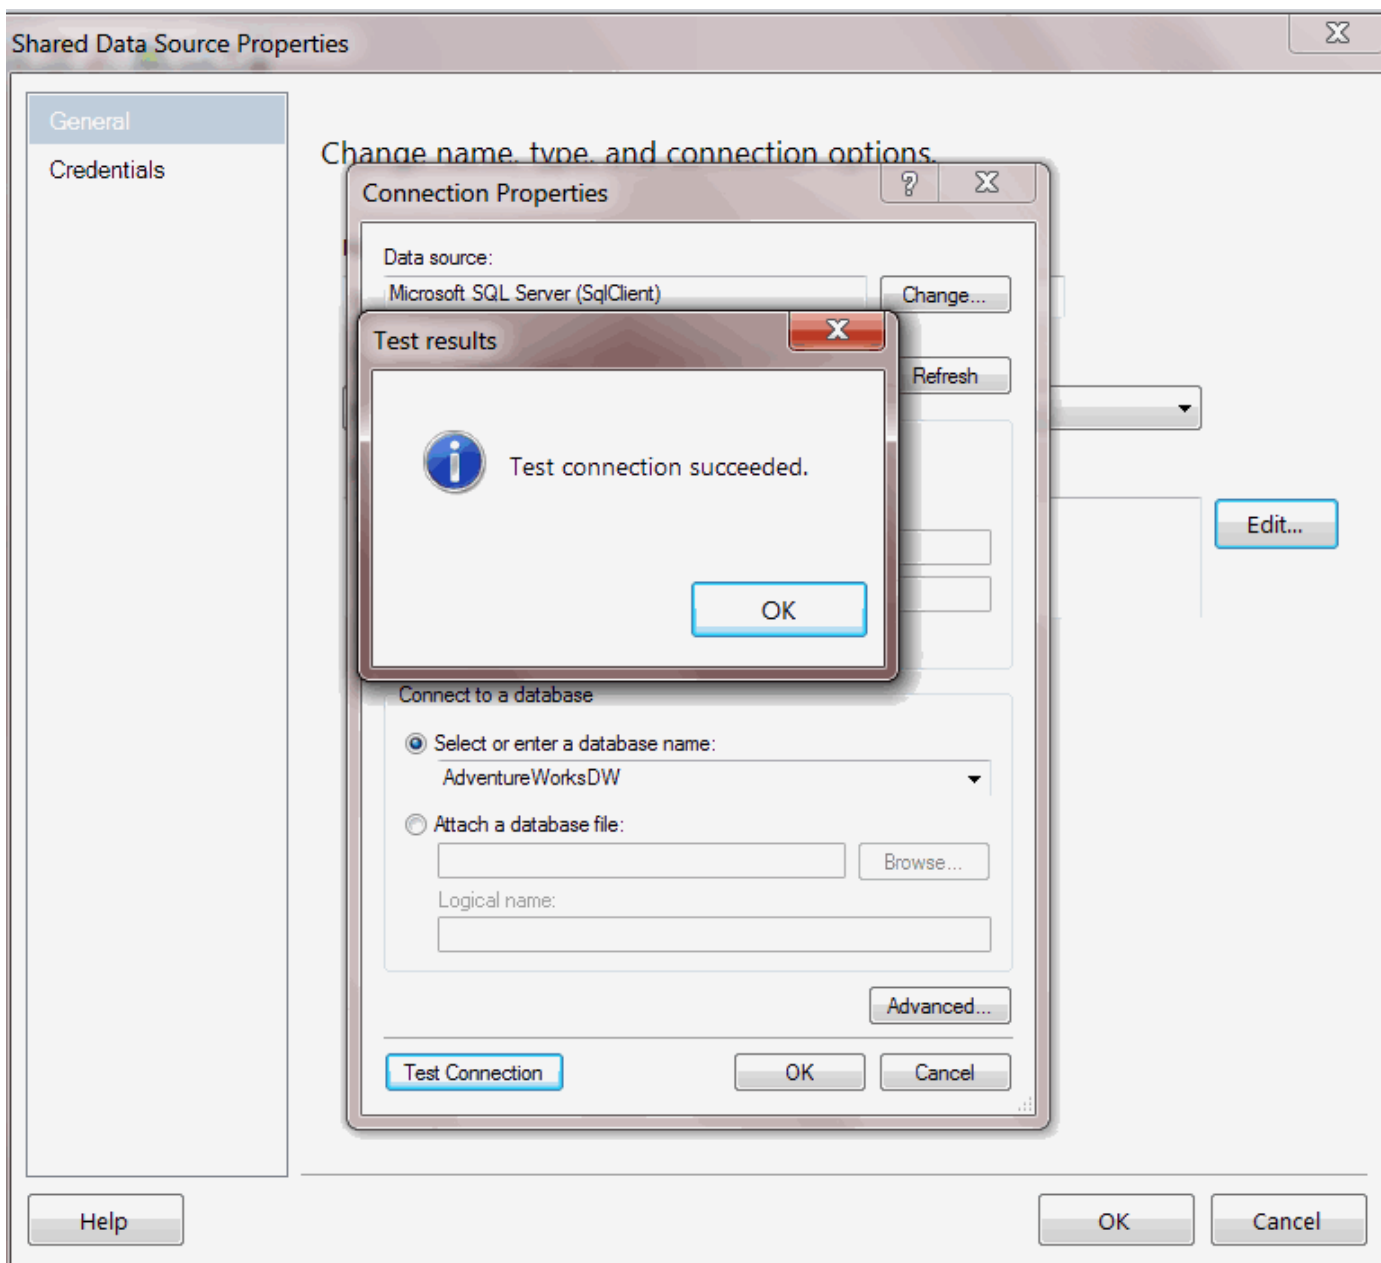 Shared Data Source Properties
General
Credentials
Change name, type, and connection options.
Connection Properties
Data source:
Microsoft SQL Server (SqlClient)
Change...
Test results
Refresh
Test connection succeeded.
Edit...
OK
Connect to a database
Select or enter a database name:
AdventureWorksDW
Attach a database file:
Browse...
Logical name:
Advanced...
Test Connection
OK
Cancel
Help
OK
Cancel